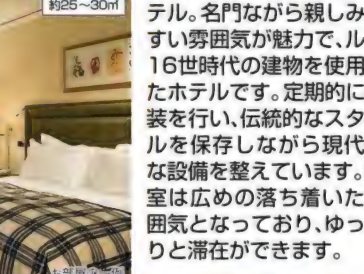 約25～30㎡
テル。名門ながら親しみ
すい雰囲気が魅力で、ル
16世時代の建物を使用
たホテルです。定期的に
装を行い、伝統的なスタ
ルを保存しながら現代
な設備を整えています。
室は広めの落ち着いた
囲気となっており、ゆっ
りと滞在ができます。